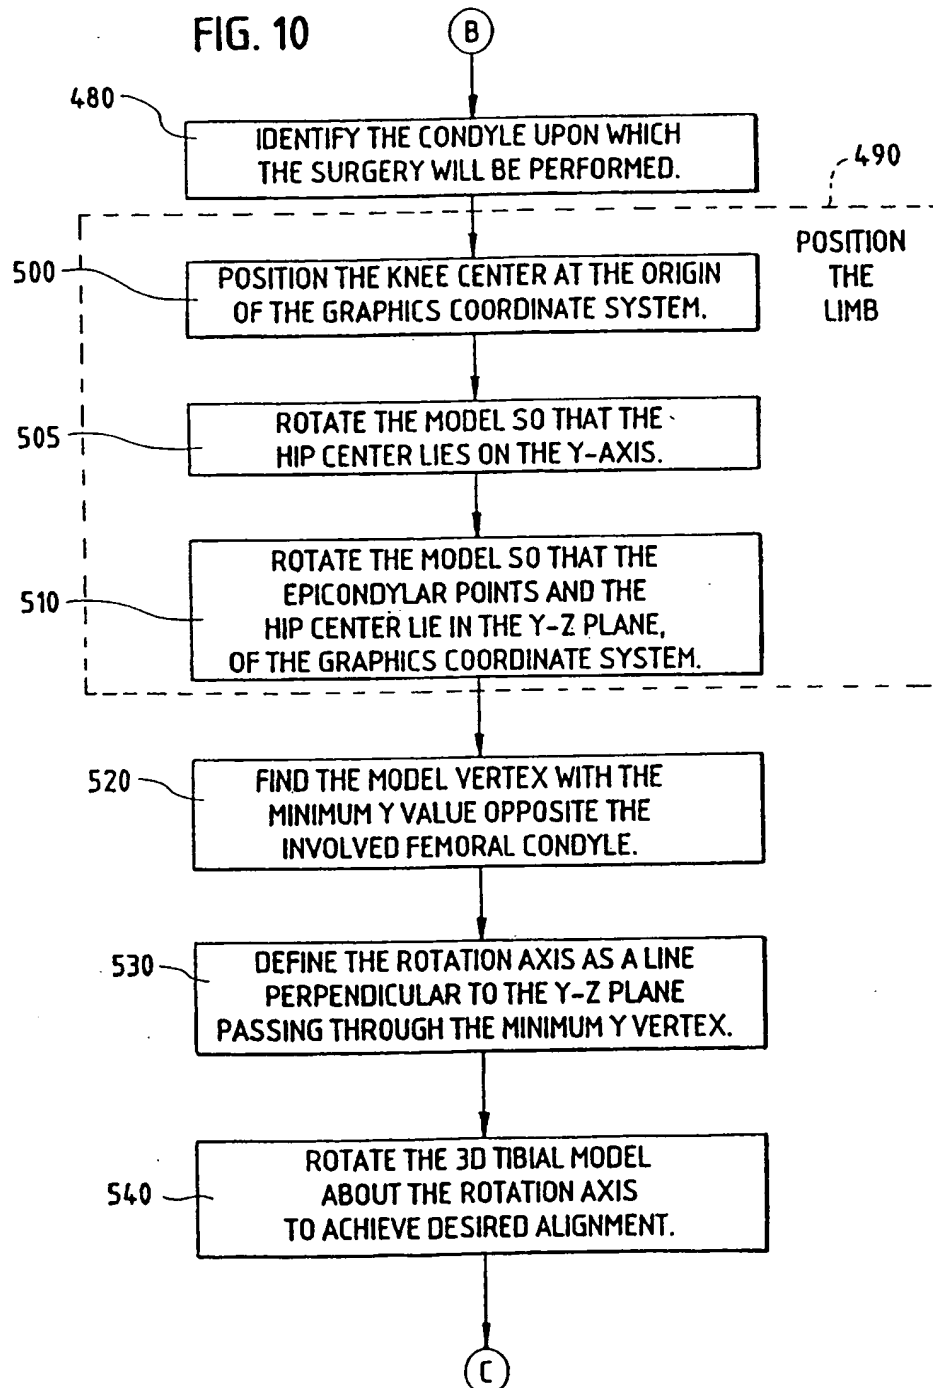 FIG. 10
B
480
IDENTIFY THE CONDYLE UPON WHICH
THE SURGERY WILL BE PERFORMED.
490
POSITION
THE
LIMB
500
POSITION THE KNEE CENTER AT THE ORIGIN
OF THE GRAPHICS COORDINATE SYSTEM.
505
ROTATE THE MODEL SO THAT THE
HIP CENTER LIES ON THE Y-AXIS.
510
ROTATE THE MODEL SO THAT THE
EPICONDYLAR POINTS AND THE
HIP CENTER LIE IN THE Y-Z PLANE,
OF THE GRAPHICS COORDINATE SYSTEM.
520
FIND THE MODEL VERTEX WITH THE
MINIMUM Y VALUE OPPOSITE THE
INVOLVED FEMORAL CONDYLE.
530
DEFINE THE ROTATION AXIS AS A LINE
PERPENDICULAR TO THE Y-Z PLANE
PASSING THROUGH THE MINIMUM Y VERTEX.
540
ROTATE THE 3D TIBIAL MODEL
ABOUT THE ROTATION AXIS
TO ACHIEVE DESIRED ALIGNMENT.
C